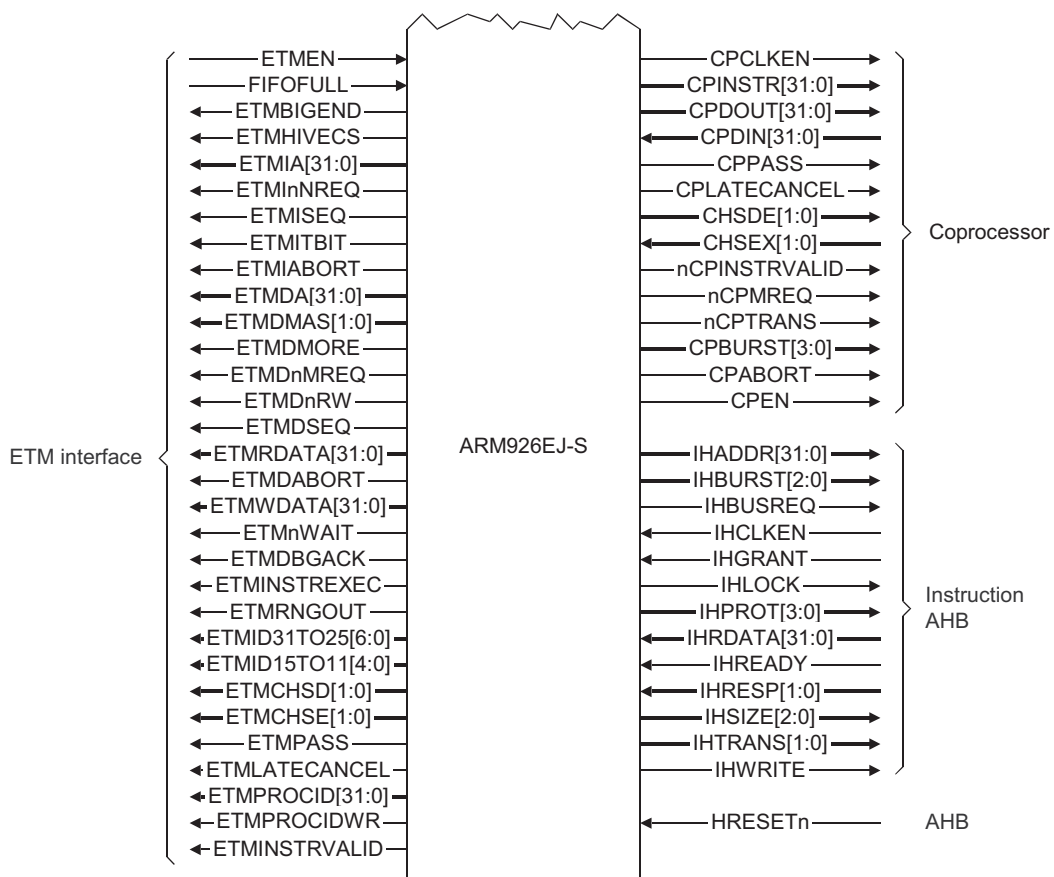 ETMEN
FIFOFULL
ETMBIGEND
ETMHIVECS
ETMIA[31:0]
ETMInNREQ
ETMISEQ
ETMITBIT
ETMIABORT
ETMDA[31:0]
ETMDMAS[1:0]
ETMDMORE
ETMDnMREQ
ETMDnRW
ETMDSEQ
ETMRDATA[31:0]
ETMDABORT
ETMWDATA[31:0]
ETMnWAIT
ETMDBGACK
ETMINSTREXEC
ETMRNGOUT
ETMID31TO25[6:0]
ETMID15TO11[4:0]
ETMCHSD[1:0]
ETMCHSE[1:0]
ETMPASS
ETMLATECANCEL
ETMPROCID[31:0]
ETMPROCIDWR
ETMINSTRVALID
ETM interface
ARM926EJ-S
CPCLKEN
CPINSTR[31:0]
CPDOUT[31:0]
CPDIN[31:0]
CPPASS
CPLATECANCEL
CHSDE[1:0]
CHSEX[1:0]
nCPINSTRVALID
nCPMREQ
nCPTRANS
CPBURST[3:0]
CPABORT
CPEN
Coprocessor
IHADDR[31:0]
IHBURST[2:0]
IHBUSREQ
IHCLKEN
IHGRANT
IHLOCK
IHPROT[3:0]
IHRDATA[31:0]
IHREADY
IHRESP[1:0]
IHSIZE[2:0]
IHTRANS[1:0]
IHWRITE
Instruction
AHB
HRESETn
AHB